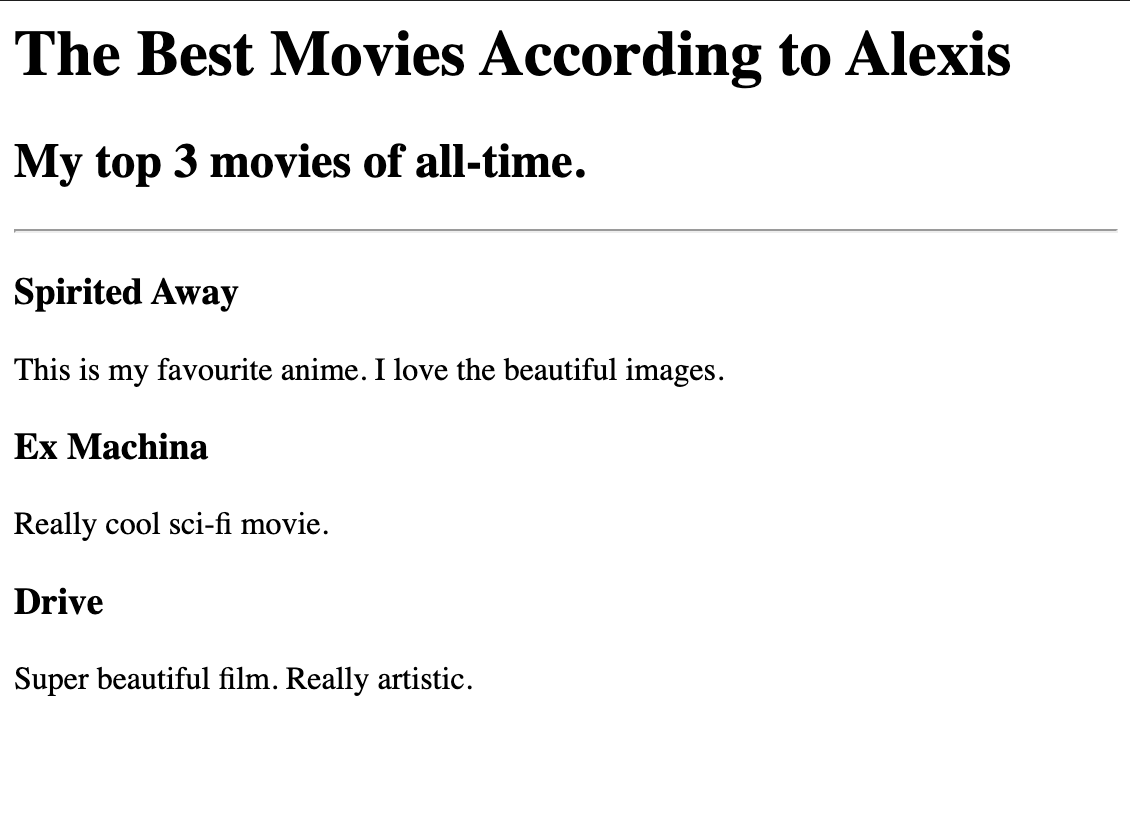 The Best Movies According to Alexis
My top 3 movies of all-time.
Spirited Away
This is my favourite anime. I love the beautiful images.
Ex Machina
Really cool sci-fi movie.
Drive
Super beautiful film. Really artistic.